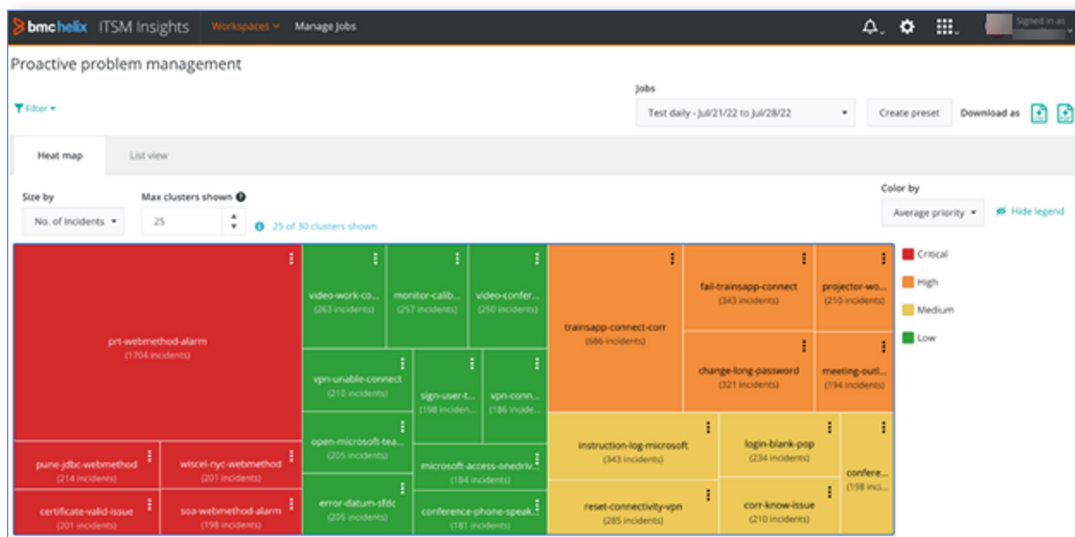 bmc helix ITSM Insights Workspaces Manage Jobs Signed in as
Proactive problem management
Filter
Jobs
Test daily - Jul/21/22 to Jul/28/22
Create preset
Download as
Heat map
List view
Size by
No. of Incidents
Max clusters shown
25
25 of 30 clusters shown
Color by
Average priority
Hide legend
prt-webmethod-alarm
(1704 incidents)
pune-jdbc-webmethod
(214 incidents)
wiscel-nyc-webmethod
(201 incidents)
certificate-valid-issue
(201 incidents)
soa-webmethod-alarm
(198 incidents)
video-work-co...
(263 incidents)
monitor-calib...
(257 incidents)
video-confer...
(250 incidents)
vpn-unable-connect
(210 incidents)
sign-user-t...
(198 inciden...
vpn-conn...
(186 incide...
open-microsoft-tea...
(205 incidents)
microsoft-access-onedriv...
(184 incidents)
error-datum-sfdc
(205 incidents)
conference-phone-speak...
(181 incidents)
trainsapp-connect-corr
(686 incidents)
fail-trainsapp-connect
(343 incidents)
projector-wo...
(210 incidents)
change-long-password
(321 incidents)
meeting-outl...
(194 incidents)
instruction-log-microsoft
(343 incidents)
login-blank-pop
(234 incidents)
confere...
(198 inci...
reset-connectivity-vpn
(285 incidents)
corr-know-issue
(210 incidents)
Critical
High
Medium
Low